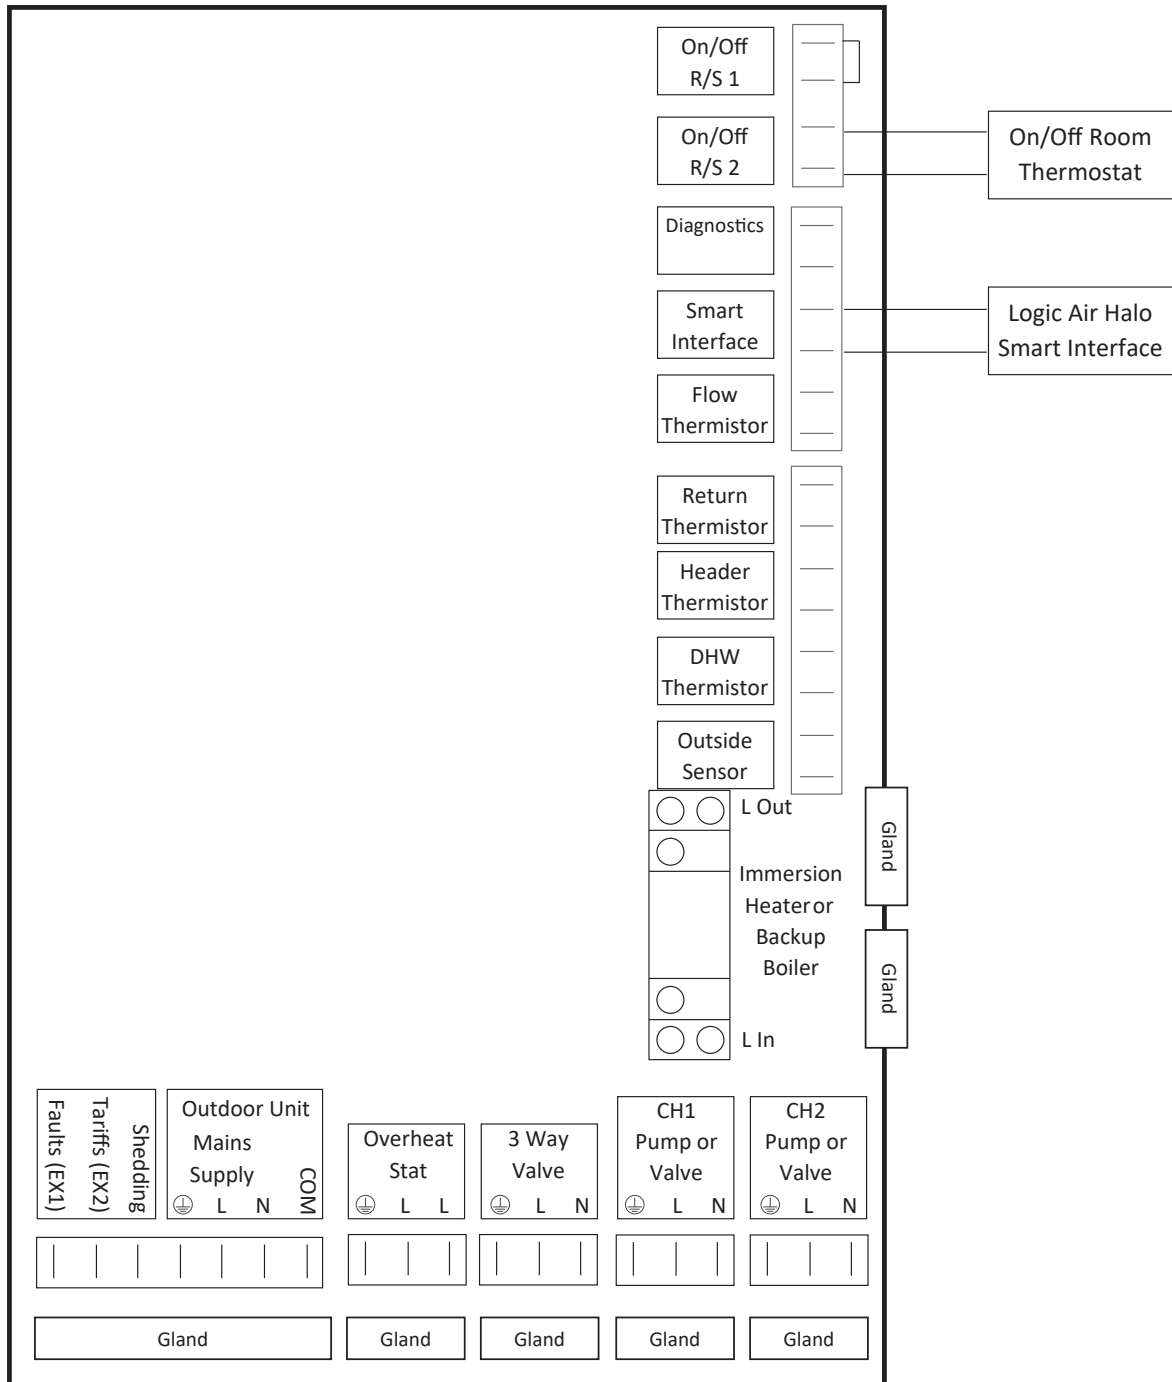 On/Off
R/S 1
On/Off
R/S 2
On/Off Room
Thermostat
Diagnostics
Smart
Interface
Logic Air Halo
Smart Interface
Flow
Thermistor
Return
Thermistor
Header
Thermistor
DHW
Thermistor
Outside
Sensor
L Out
Immersion
Heater or
Backup
Boiler
L In
Gland
Gland
Faults (EX1)
Tariffs (EX2)
Shedding
Outdoor Unit
Mains
Supply
L N
COM
Overheat
Stat
L L
3 Way
Valve
L N
CH1
Pump or
Valve
L N
CH2
Pump or
Valve
L N
Gland
Gland
Gland
Gland
Gland